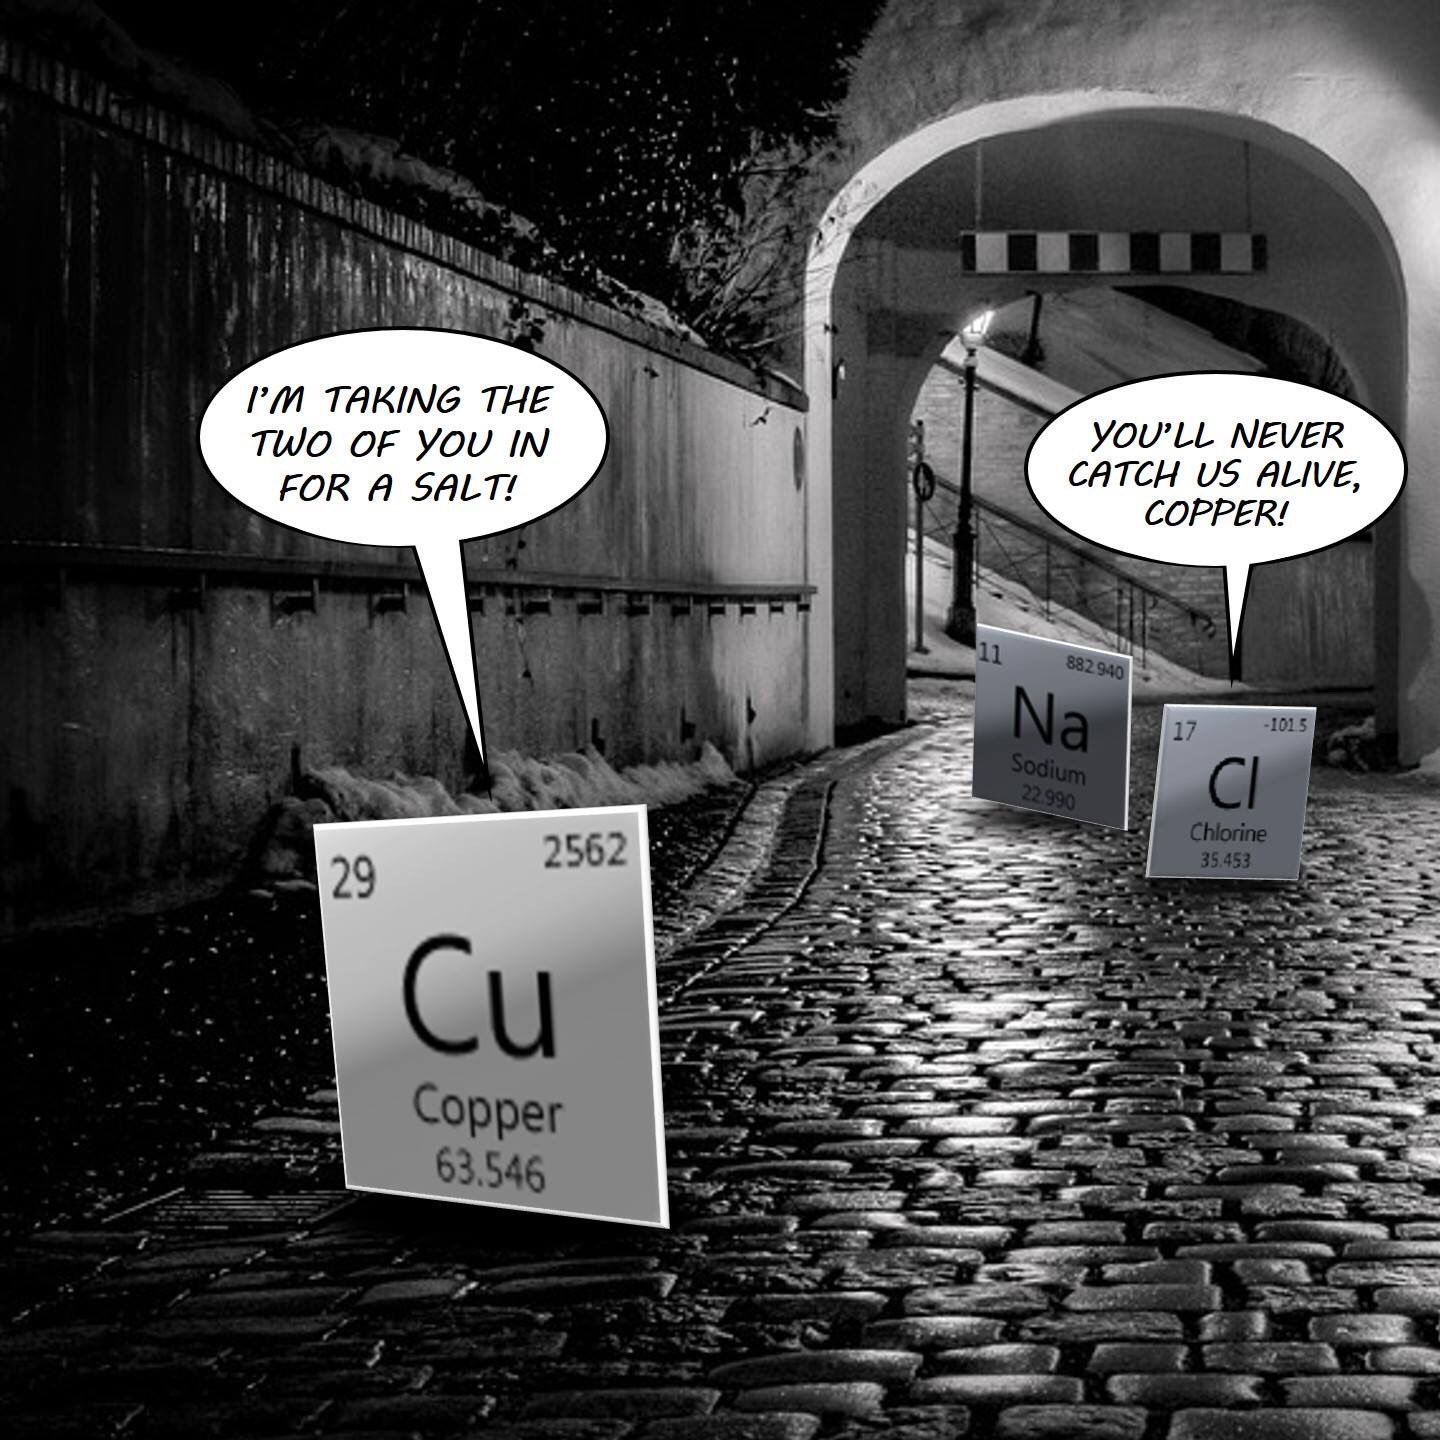 I'M TAKING THE
TWO OF YOU IN
FOR A SALT!
YOU'LL NEVER
CATCH US ALIVE,
COPPER!
11 882.940
Na
Sodium
22.990
17 -101.5
Cl
Chlorine
35.453
29 2562
Cu
Copper
63.546